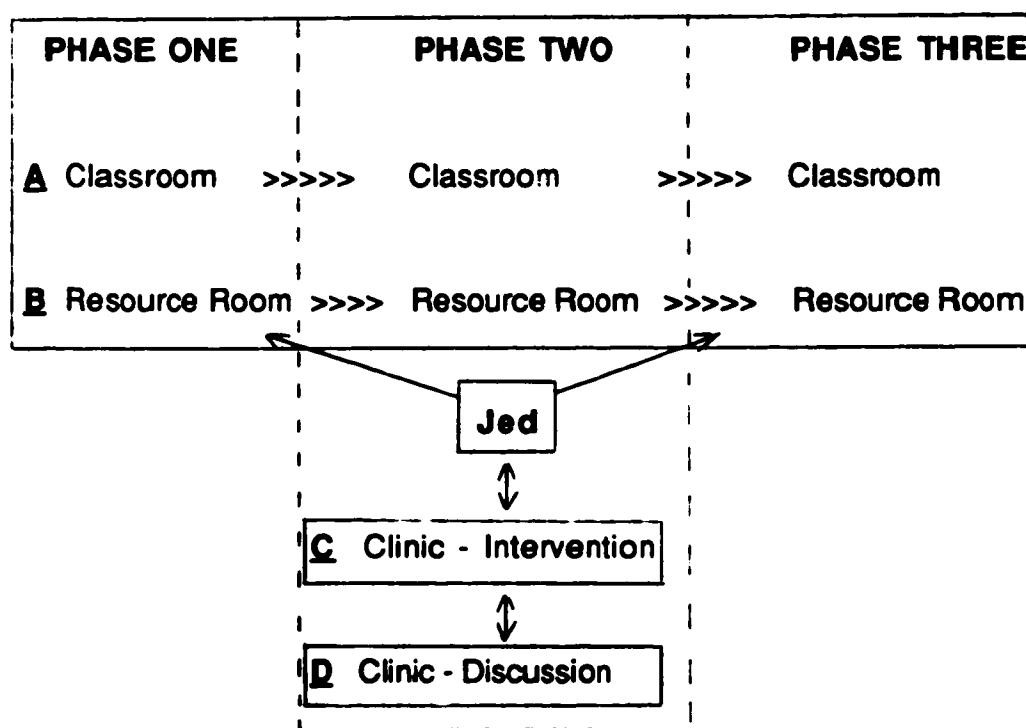 PHASE ONE PHASE TWO PHASE THREE
A Classroom >>>>> Classroom >>>>> Classroom
B Resource Room >>>> Resource Room >>>>> Resource Room
Jed
C Clinic - Intervention
D Clinic - Discussion